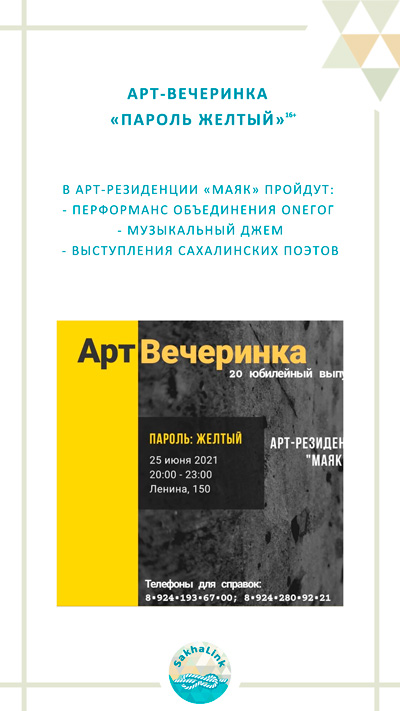 АРТ-ВЕЧЕРИНКА
«ПАРОЛЬ ЖЕЛТЫЙ»16+
В АРТ-РЕЗИДЕНЦИИ «МАЯК» ПРОЙДУТ:
- ПЕРФОРМАНС ОБЪЕДИНЕНИЯ ONEГОГ
- МУЗЫКАЛЬНЫЙ ДЖЕМ
- ВЫСТУПЛЕНИЯ САХАЛИНСКИХ ПОЭТОВ
АртВечеринка
20 юбилейный выпу
ПАРОЛЬ: ЖЕЛТЫЙ
25 июня 2021
20:00 - 23:00
Ленина, 150
АРТ-РЕЗИДЕН
"МАЯК
Телефоны для справок:
8•924•193•67•00; 8•924•280•92•21
SakhaLink